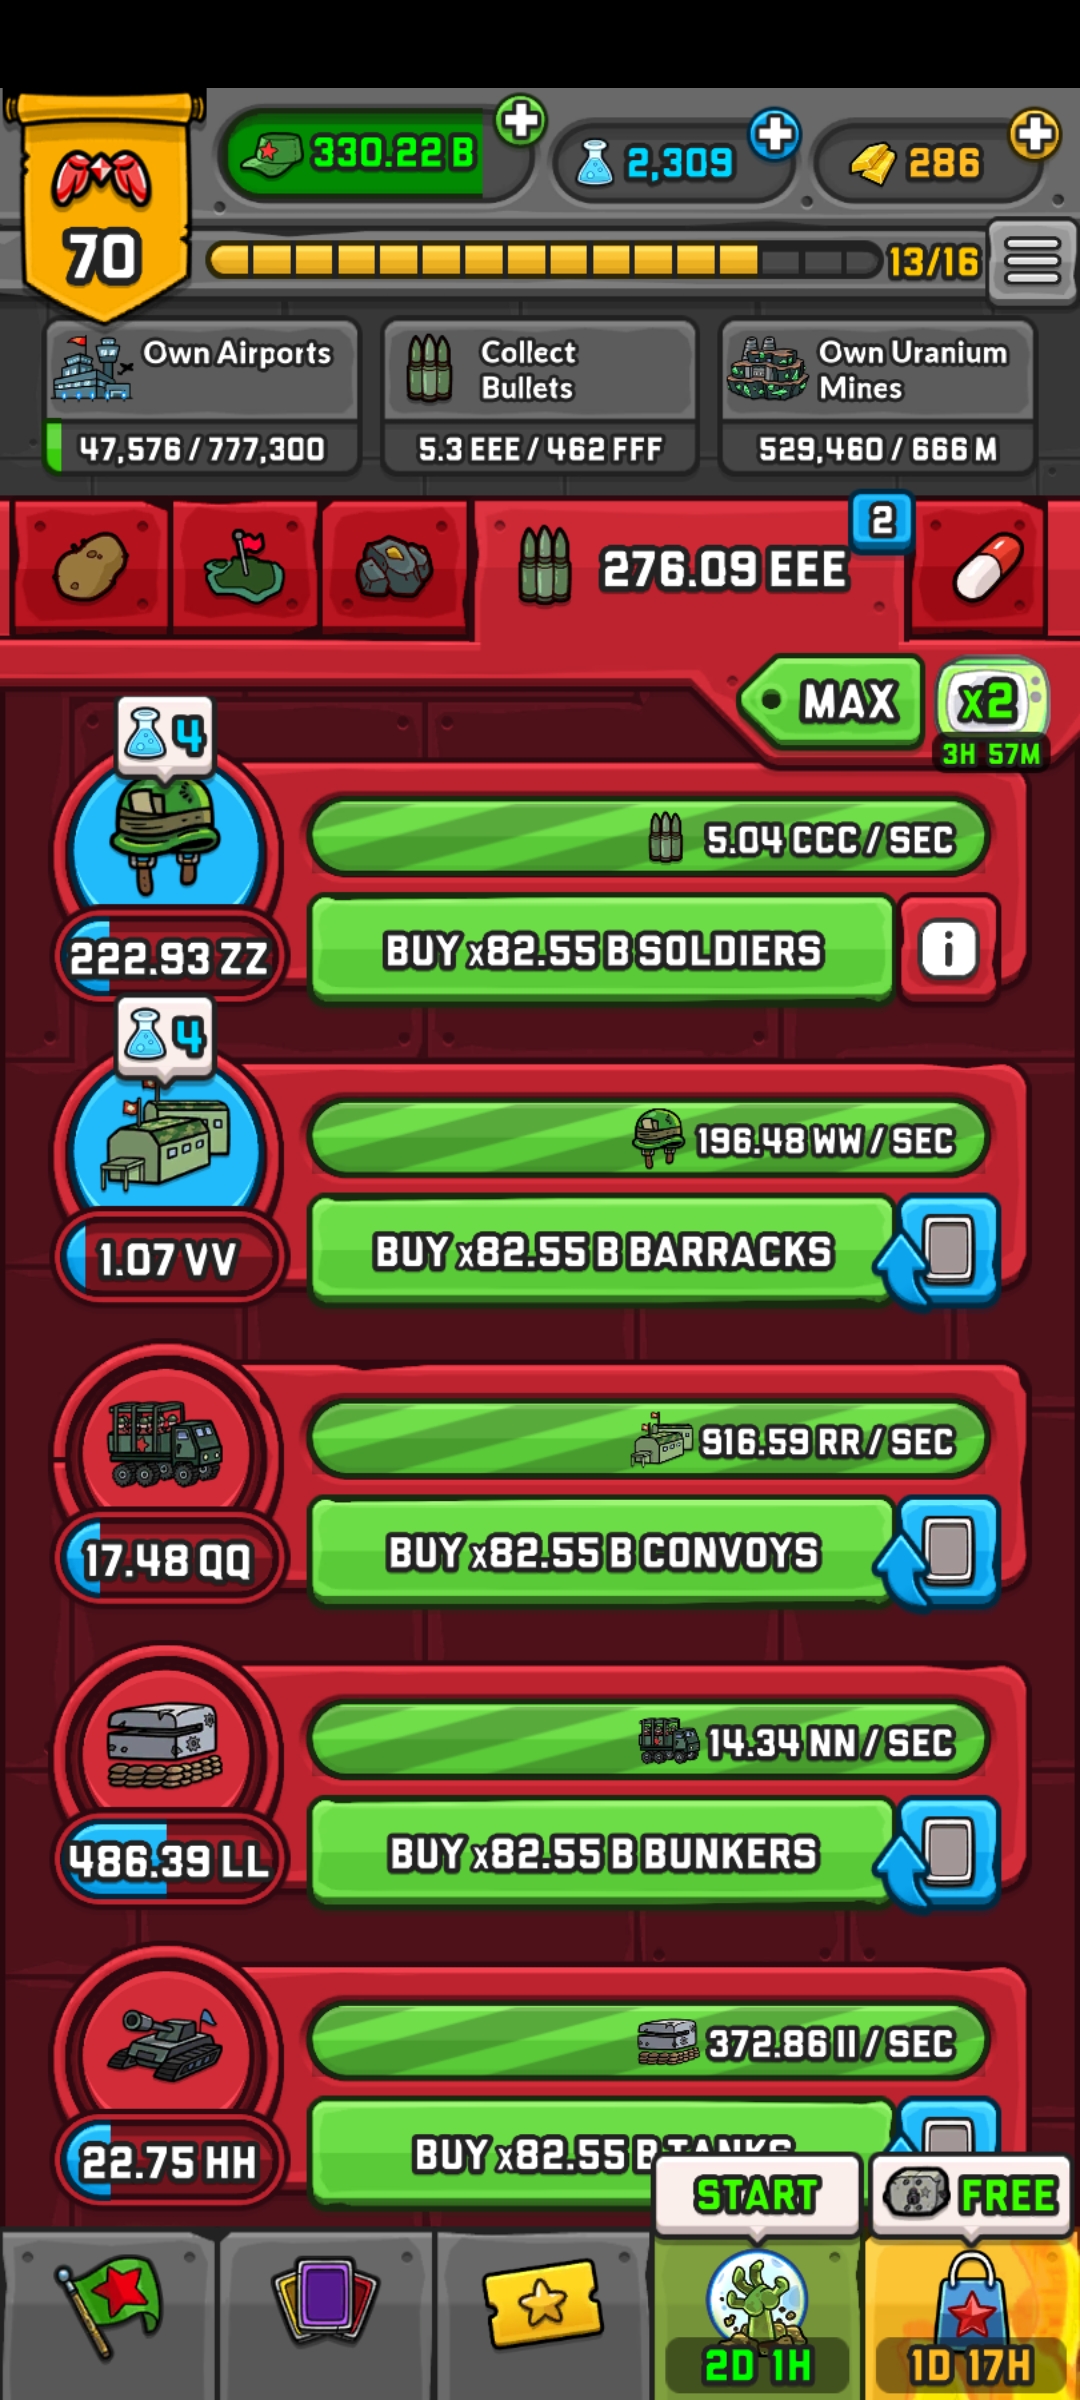 330.22 B
2,309
286
70
13/16
Own Airports
47,576 / 777,300
Collect
Bullets
5.3 EEE / 462 FFF
Own Uranium
Mines
529,460 / 666 M
276.09 EEE
2
MAX
x2
3H 57M
4
5.04 CCC / SEC
222.93 ZZ
BUY x82.55 B SOLDIERS
i
4
196.48 WW / SEC
1.07 VV
BUY x82.55 B BARRACKS
916.59 RR / SEC
17.48 QQ
BUY x82.55 B CONVOYS
14.34 NN / SEC
486.39 LL
BUY x82.55 B BUNKERS
372.86 II / SEC
22.75 HH
BUY x82.55 B TANKS
START
FREE
2D 1H
1D 17H